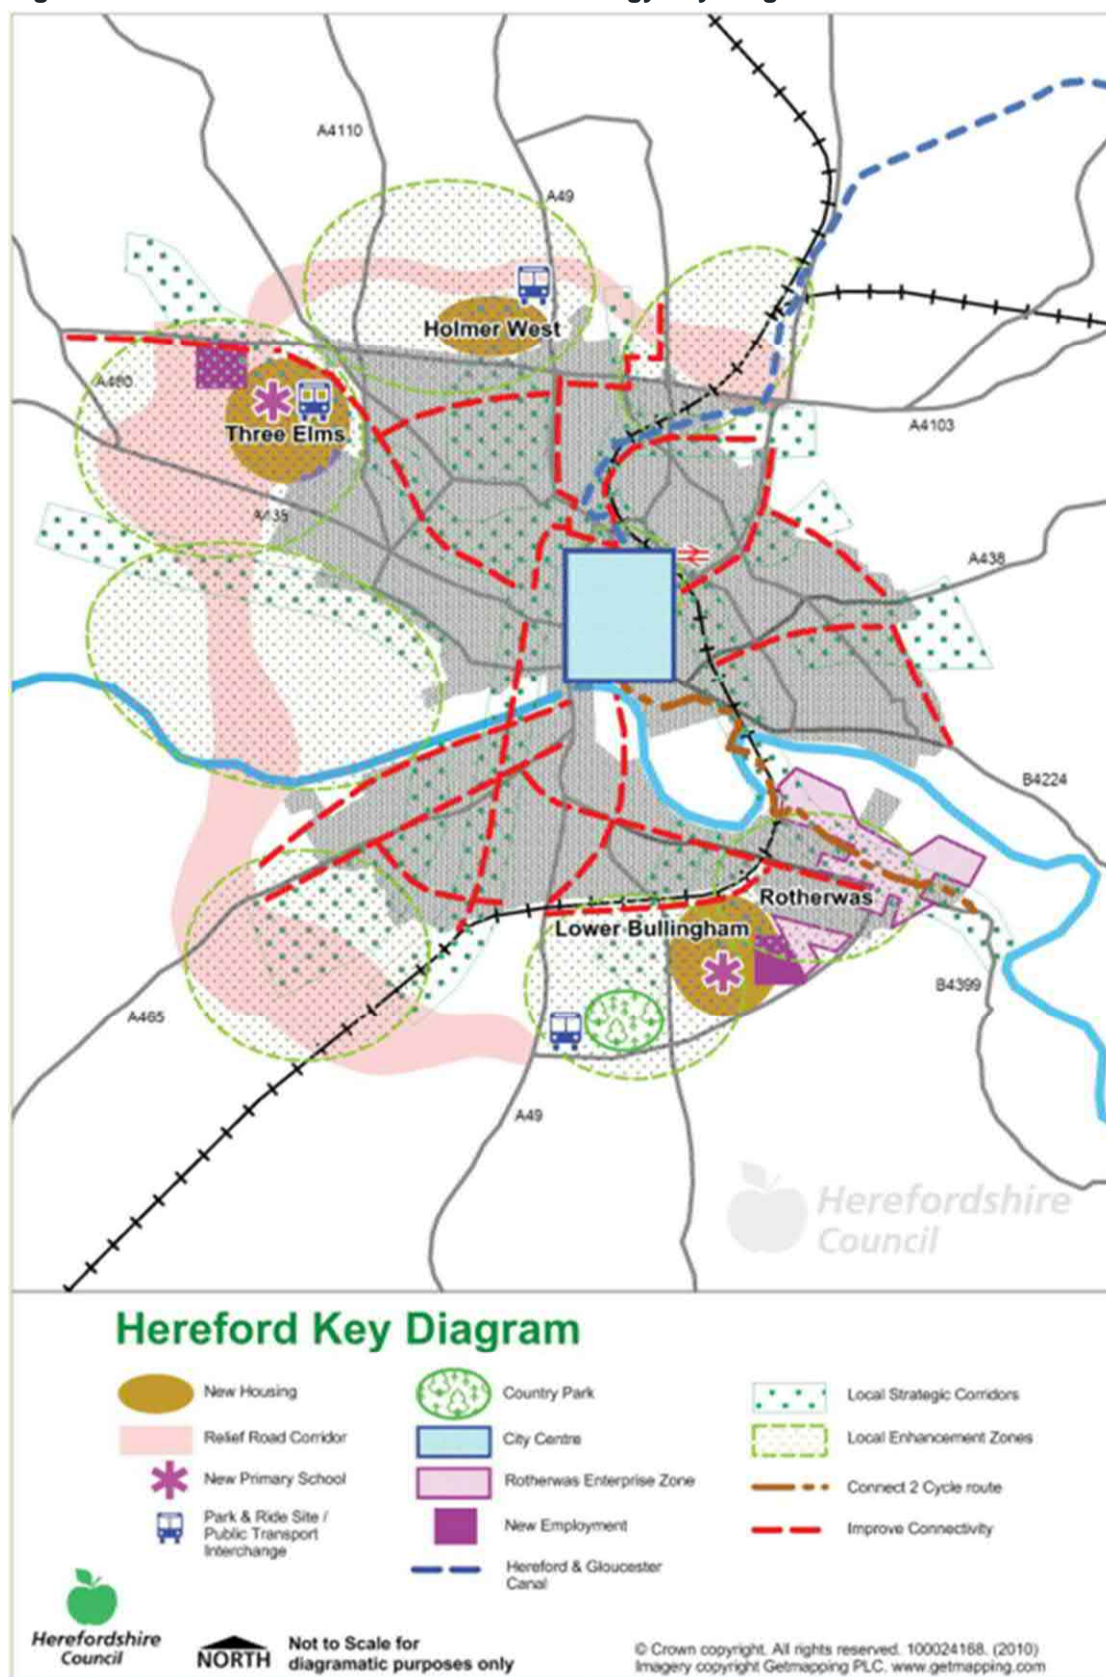 A4110
A49
Holmer West
A480
Three Elms
A4103
A438
A438
B4224
Rotherwas
Lower Bullingham
B4399
A465
A49
Herefordshire
Council
Hereford Key Diagram
New Housing
Relief Road Corridor
New Primary School
Park & Ride Site /
Public Transport
Interchange
Country Park
City Centre
Rotherwas Enterprise Zone
New Employment
Hereford & Gloucester
Canal
Local Strategic Corridors
Local Enhancement Zones
Connect 2 Cycle route
Improve Connectivity
Herefordshire
Council
NORTH
Not to Scale for
diagramatic purposes only
© Crown copyright. All rights reserved. 100024168. (2010)
Imagery copyright Getmapping PLC. www.getmapping.com